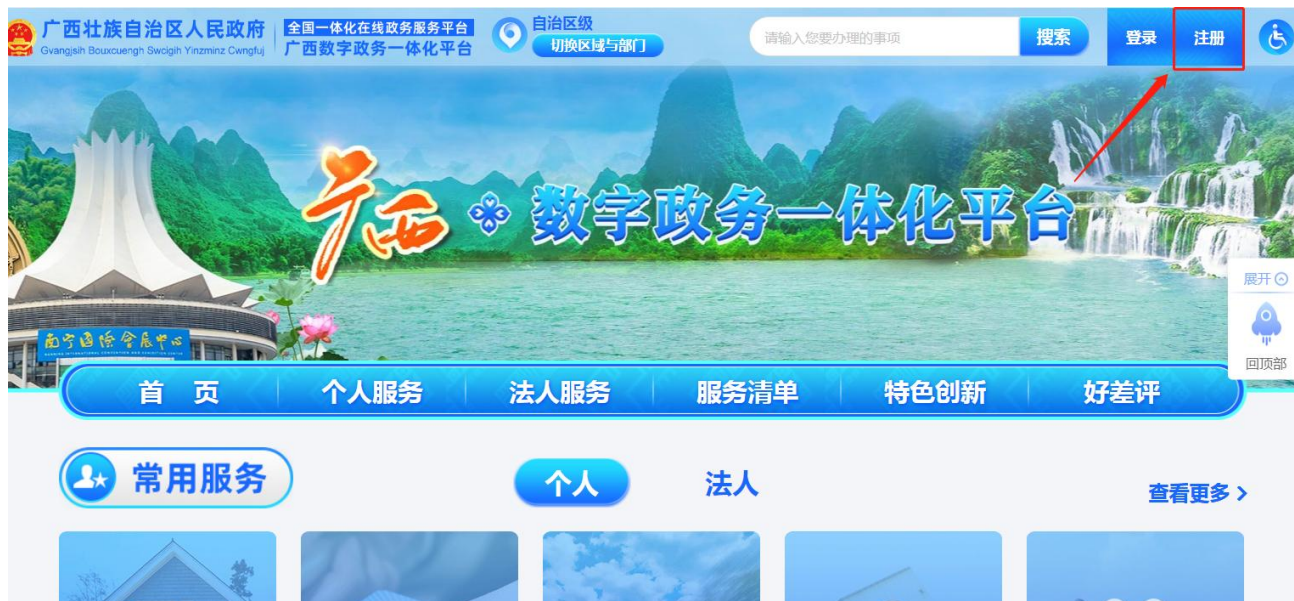 广西壮族自治区人民政府
Gvangjsih Bouxcuengh Swcigih Yinzminz Cwngfuj
全国一体化在线政务服务平台
广西数字政务一体化平台
自治区级
切换区域与部门
请输入您要办理的事项
搜索
登录
注册
广西 数字政务一体化平台
南宁国际会展中心
NANNING INTERNATIONAL CONVENTION AND EXHIBITION CENTER
展开
回顶部
首 页
个人服务
法人服务
服务清单
特色创新
好差评
常用服务
个人
法人
查看更多 >